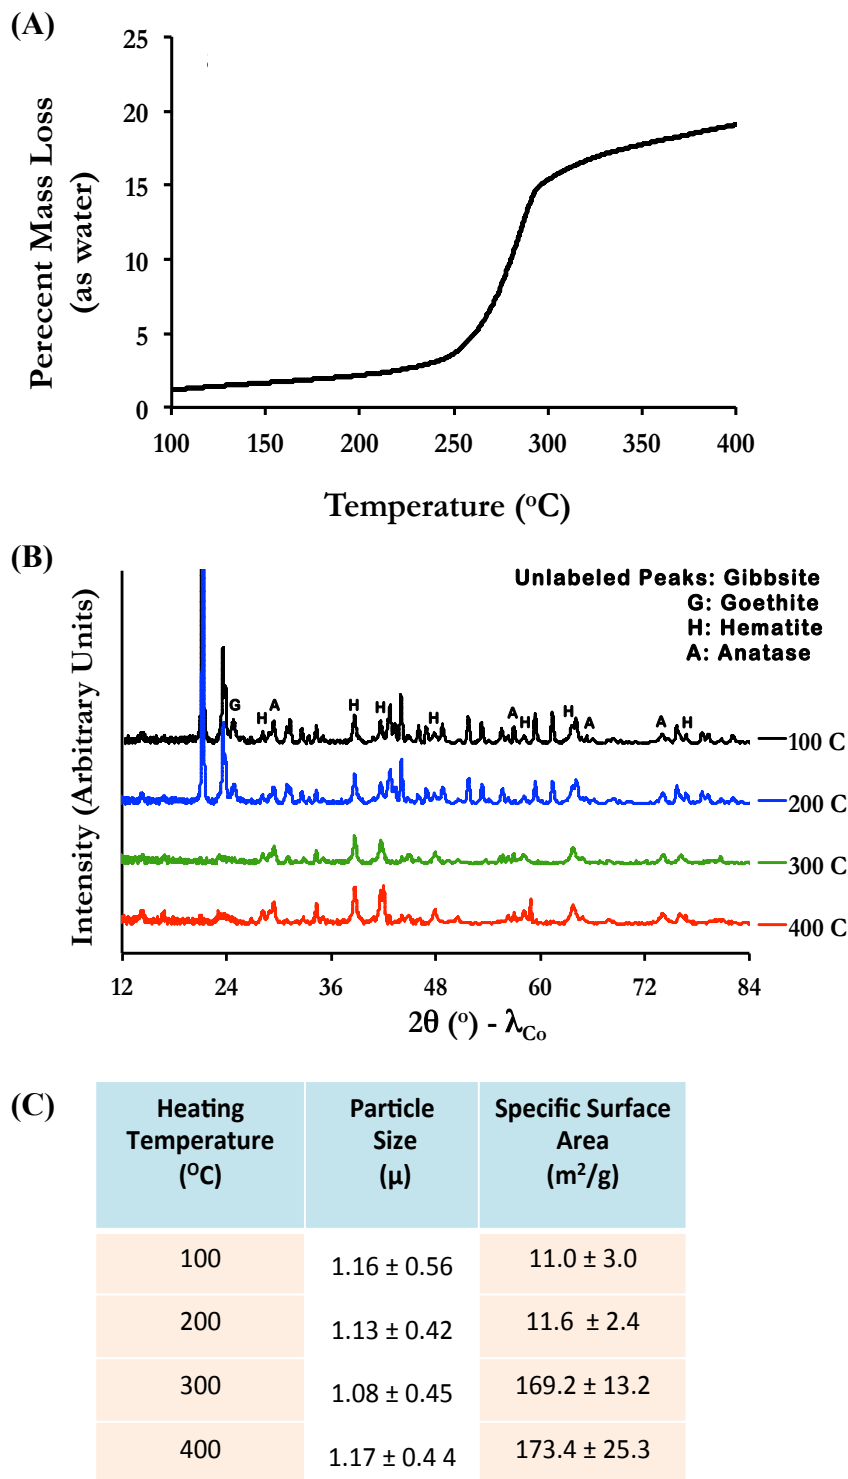 (A)
25
20
15
10
5
0
Perecent Mass Loss
(as water)
100 150 200 250 300 350 400
Temperature (⁰C)
(B)
Unlabeled Peaks: Gibbsite
G: Goethite
H: Hematite
A: Anatase
Intensity (Arbitrary Units)
G H A H H H A H H A A H
100 C
200 C
300 C
400 C
12 24 36 48 60 72 84
2θ (⁰) - λCo
(C)
Heating Temperature (⁰C) Particle Size (μ) Specific Surface Area (m²/g)
100 1.16 ± 0.56 11.0 ± 3.0
200 1.13 ± 0.42 11.6 ± 2.4
300 1.08 ± 0.45 169.2 ± 13.2
400 1.17 ± 0.4 4 173.4 ± 25.3